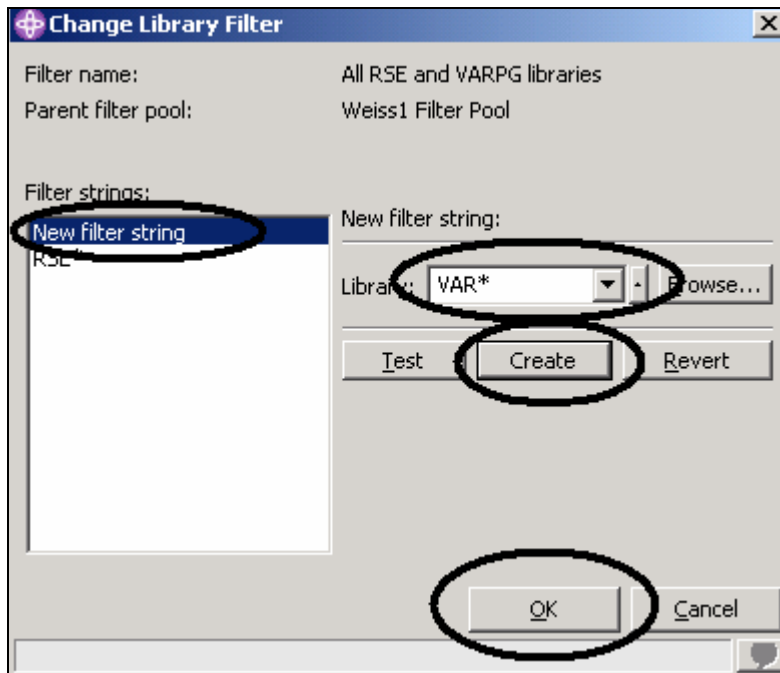 Change Library Filter
Filter name: All RSE and VARPG libraries
Parent filter pool: Weiss1 Filter Pool
Filter strings:
New filter string
RSE*
New filter string:
Library: VAR* Browse...
Test Create Revert
OK Cancel